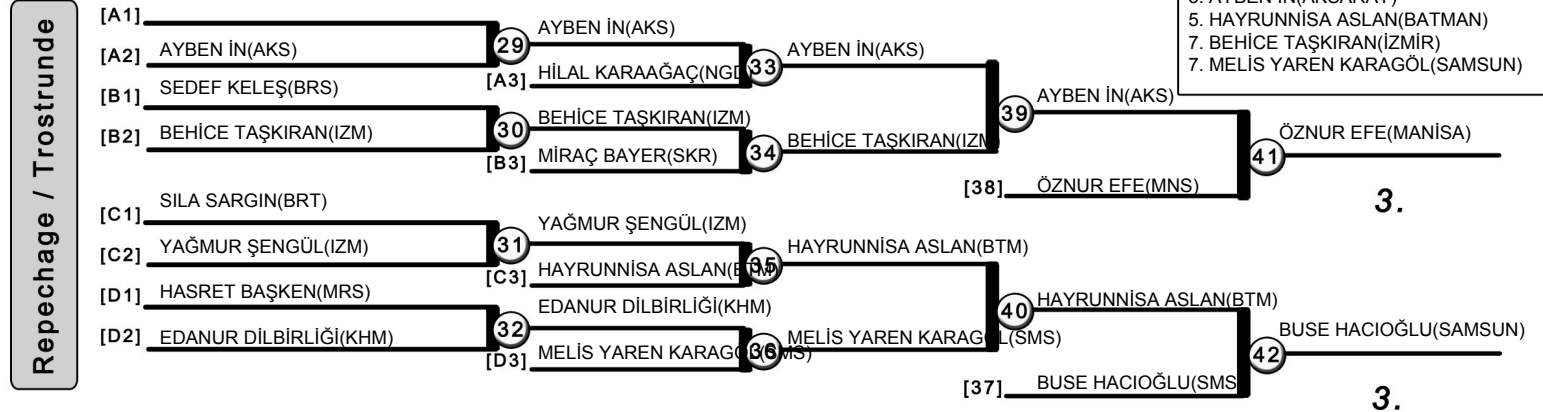 Repechage / Trostrunde
[A1]
[A2] AYBEN İN(AKS)
29
AYBEN İN(AKS)
[A3] HİLAL KARAAĞAÇ(NGD)
33
AYBEN İN(AKS)
[B1] SEDEF KELEŞ(BRS)
[B2] BEHİCE TAŞKIRAN(IZM)
30
BEHİCE TAŞKIRAN(IZM)
[B3] MİRAÇ BAYER(SKR)
34
BEHİCE TAŞKIRAN(IZM)
39
AYBEN İN(AKS)
[38] ÖZNUR EFE(MNS)
41
ÖZNUR EFE(MANİSA)
3.
[C1] SILA SARGIN(BRT)
[C2] YAĞMUR ŞENGÜL(IZM)
31
YAĞMUR ŞENGÜL(IZM)
[C3] HAYRUNNİSA ASLAN(BTM)
35
HAYRUNNİSA ASLAN(BTM)
[D1] HASRET BAŞKEN(MRS)
[D2] EDANUR DİLBİRLİĞİ(KHM)
32
EDANUR DİLBİRLİĞİ(KHM)
[D3] MELİS YAREN KARAGÖL(SMS)
36
MELİS YAREN KARAGÖL(SMS)
40
HAYRUNNİSA ASLAN(BTM)
[37] BUSE HACIOĞLU(SMS
42
BUSE HACIOĞLU(SAMSUN)
3.
5. AYBEN İN(AKSARAY)
5. HAYRUNNİSA ASLAN(BATMAN)
7. BEHİCE TAŞKIRAN(İZMİR)
7. MELİS YAREN KARAGÖL(SAMSUN)